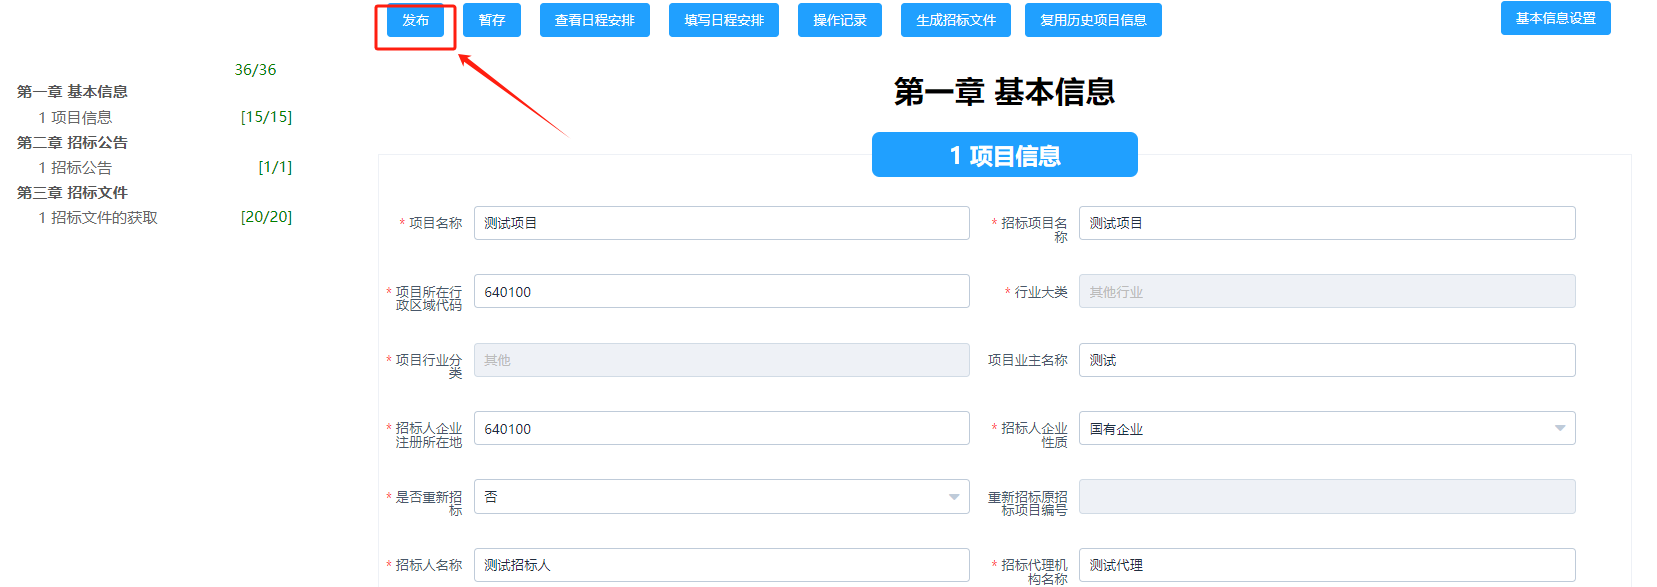 发布 暂存 查看日程安排 填写日程安排 操作记录 生成招标文件 复用历史项目信息 基本信息设置
36/36
第一章 基本信息
1 项目信息 [15/15]
第二章 招标公告
1 招标公告 [1/1]
第三章 招标文件
1 招标文件的获取 [20/20]
第一章 基本信息
1 项目信息
* 项目名称 测试项目
* 招标项目名
称
测试项目
* 项目所在行
政区域代码
640100
* 行业大类 其他行业
* 项目行业分
类
其他
项目业主名称 测试
* 招标人企业
注册所在地
640100
* 招标人企业
性质
国有企业
* 是否重新招
标
否
重新招标原招
标项目编号
* 招标人名称 测试招标人
* 招标代理机
构名称
测试代理